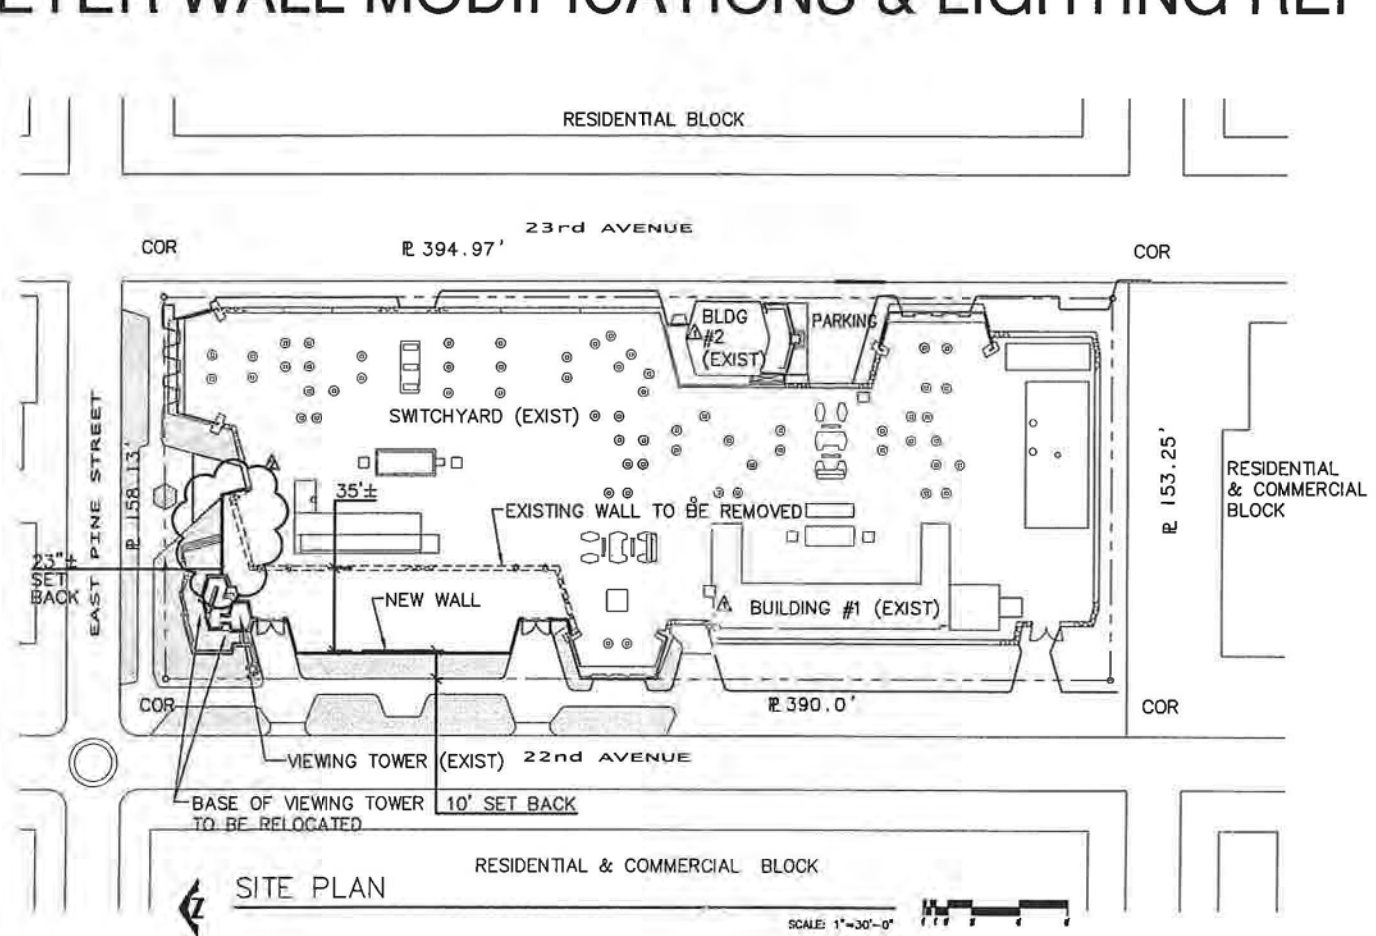 RESIDENTIAL BLOCK
23rd AVENUE
COR
℄ 394.97'
COR
BLDG
#2
(EXIST)
PARKING
SWITCHYARD (EXIST)
EAST PINE STREET
℄ 158.13'
35'±
EXISTING WALL TO BE REMOVED
℄ 153.25'
RESIDENTIAL
& COMMERCIAL
BLOCK
23"±
SET
BACK
NEW WALL
BUILDING #1 (EXIST)
COR
℄ 390.0'
COR
VIEWING TOWER (EXIST)
22nd AVENUE
BASE OF VIEWING TOWER
TO BE RELOCATED
10' SET BACK
RESIDENTIAL & COMMERCIAL BLOCK
Z
SITE PLAN
SCALE: 1"=30'-0"